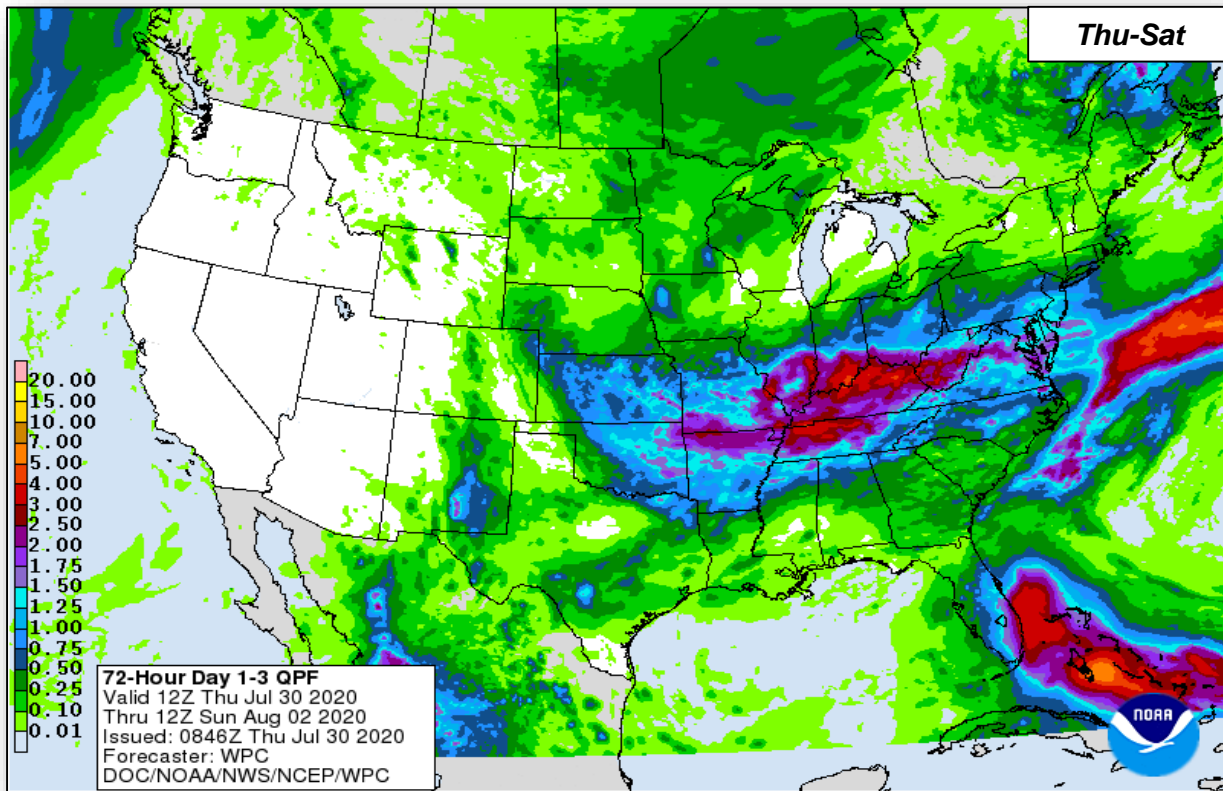 Thu-Sat
20.00
15.00
10.00
7.00
5.00
4.00
3.00
2.50
2.00
1.75
1.50
1.25
1.00
0.75
0.50
0.25
0.10
0.01
72-Hour Day 1-3 QPF
Valid 12Z Thu Jul 30 2020
Thru 12Z Sun Aug 02 2020
Issued: 0846Z Thu Jul 30 2020
Forecaster: WPC
DOC/NOAA/NWS/NCEP/WPC
NOAA